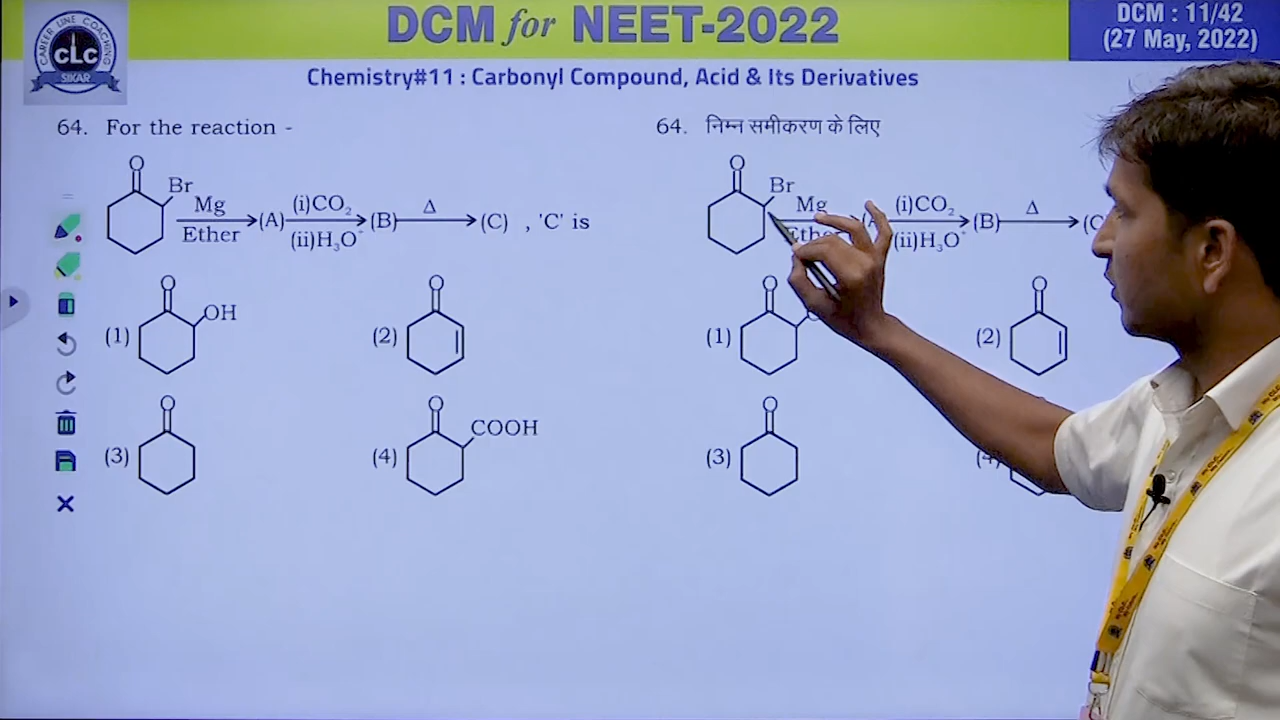 DCM for NEET-2022
DCM : 11/42
(27 May, 2022)
CAREER LINE COACHING
CLC
SIKAR
Chemistry#11 : Carbonyl Compound, Acid & Its Derivatives
64. For the reaction -
O
Br
Mg
Ether
(A)
(i)CO₂
(ii)H₃O⁺
(B)
Δ
(C) , 'C' is
(1)
O
OH
(2)
O
(3)
O
(4)
O
COOH
64. निम्न समीकरण के लिए
O
Br
Mg
(i)CO₂
(ii)H₃O⁺
(B)
Δ
(1)
O
(2)
O
(3)
O